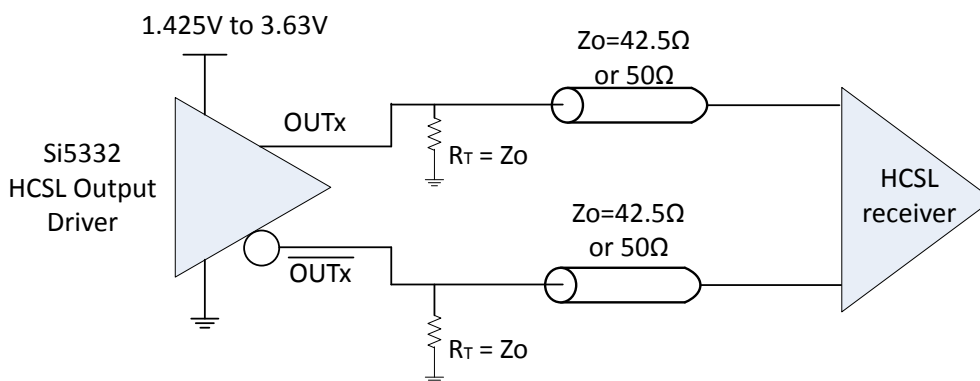 1.425V to 3.63V
Zo=42.5Ω
or 50Ω
OUTx
RT = Zo
Si5332
HCSL Output
Driver
HCSL
receiver
Zo=42.5Ω
or 50Ω
OUTx
RT = Zo